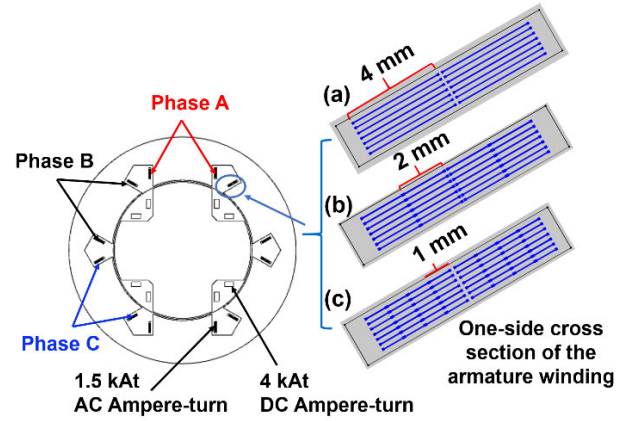 Phase A
Phase B
Phase C
1.5 kAt
AC Ampere-turn
4 kAt
DC Ampere-turn
(a)
4 mm
(b)
2 mm
(c)
1 mm
One-side cross
section of the
armature winding